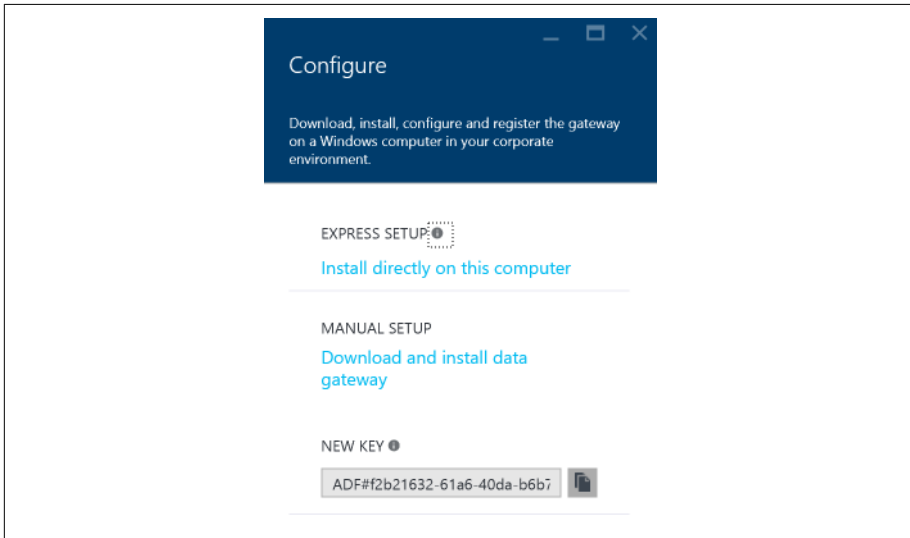 Configure
Download, install, configure and register the gateway
on a Windows computer in your corporate
environment.
EXPRESS SETUP
Install directly on this computer
MANUAL SETUP
Download and install data
gateway
NEW KEY
ADF#f2b21632-61a6-40da-b6b7